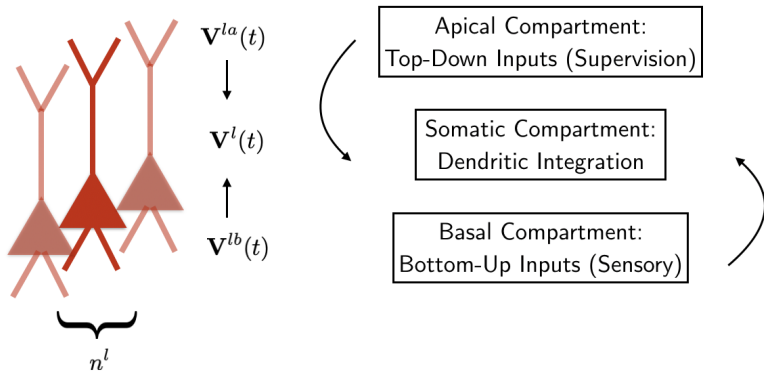 V^{la}(t)
V^l(t)
V^{lb}(t)
n^l
Apical Compartment:
Top-Down Inputs (Supervision)
Somatic Compartment:
Dendritic Integration
Basal Compartment:
Bottom-Up Inputs (Sensory)